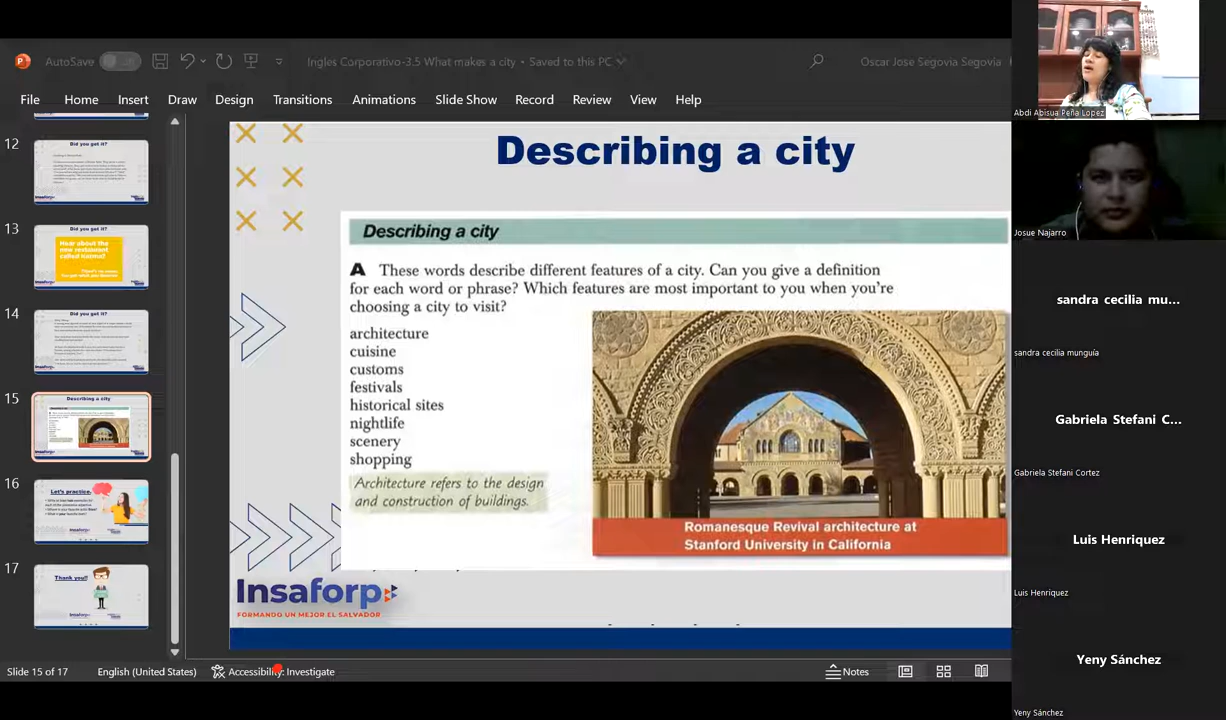 AutoSave
Ingles Corporativo-3.5 What makes a city • Saved to this PC
Oscar Jose Segovia Segovia
File Home Insert Draw Design Transitions Animations Slide Show Record Review View Help
12
Did you get it?
13
Did you get it?
Hear about the
new restaurant
called Karma?
14
Did you get it?
15
Describing a city
16
Let's practice.
17
Thank you!!
Describing a city
Describing a city
A These words describe different features of a city. Can you give a definition
for each word or phrase? Which features are most important to you when you're
choosing a city to visit?
architecture
cuisine
customs
festivals
historical sites
nightlife
scenery
shopping
Architecture refers to the design
and construction of buildings.
Romanesque Revival architecture at
Stanford University in California
Insaforp
FORMANDO UN MEJOR EL SALVADOR
Slide 15 of 17
English (United States)
Accessibility: Investigate
Notes
Abdi Abisua Peña Lopez
Josue Najarro
sandra cecilia mu...
sandra cecilia munguía
Gabriela Stefani C...
Gabriela Stefani Cortez
Luis Henriquez
Luis Henriquez
Yeny Sánchez
Yeny Sánchez